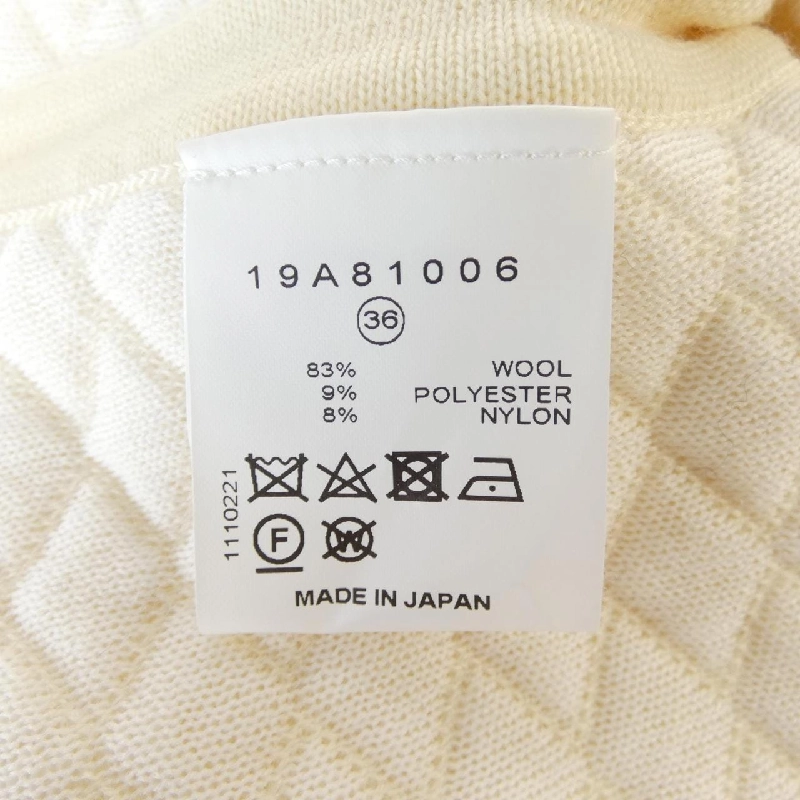 19A81006
36
83% WOOL
9% POLYESTER
8% NYLON
1110221
F
W
MADE IN JAPAN